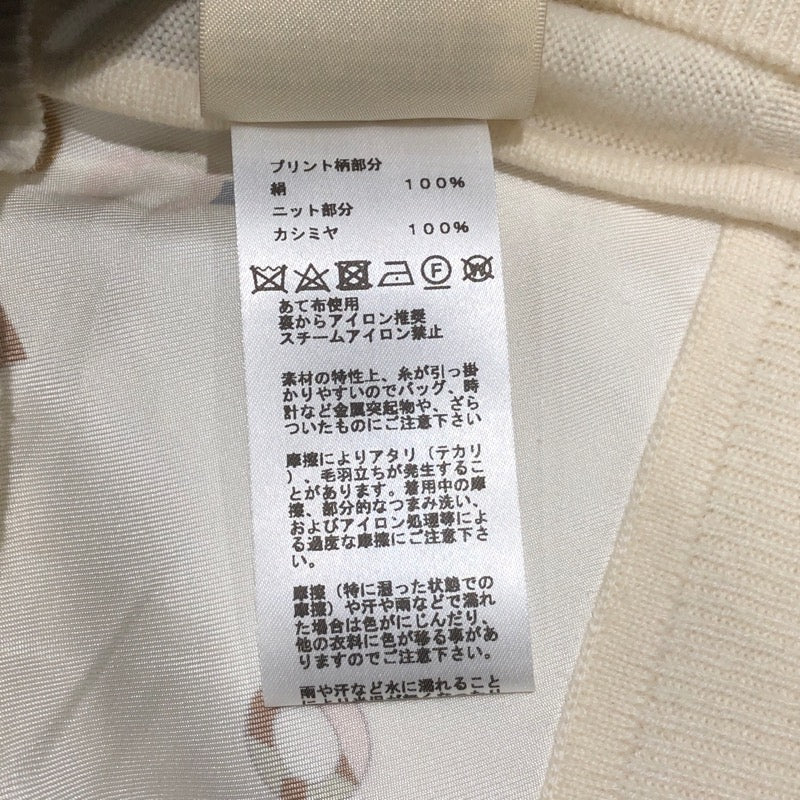 プリント柄部分
絹 100%
ニット部分
カシミヤ 100%
F W
あて布使用
裏からアイロン推奨
スチームアイロン禁止
素材の特性上、糸が引っ掛
かりやすいのでバッグ、時
計など金属突起物や、ざら
ついたものにご注意下さい
摩擦によりアタリ（テカリ
）、毛羽立ちが発生するこ
とがあります。着用中の摩
擦、部分的なつまみ洗い、
およびアイロン処理等によ
る過度な摩擦にご注意下さ
い。
摩擦（特に湿った状態での
摩擦）や汗や雨などで濡れ
た場合は色がにじんだり、
他の衣料に色が移る事があ
りますのでご注意下さい。
雨や汗など水に濡れること
により